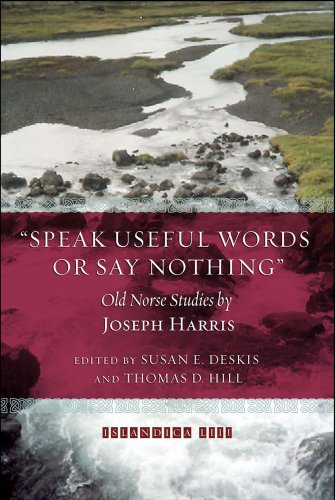 “SPEAK USEFUL WORDS
OR SAY NOTHING”
Old Norse Studies by
JOSEPH HARRIS
EDITED BY SUSAN E. DESKIS
AND THOMAS D. HILL
ISLANDICA LIII